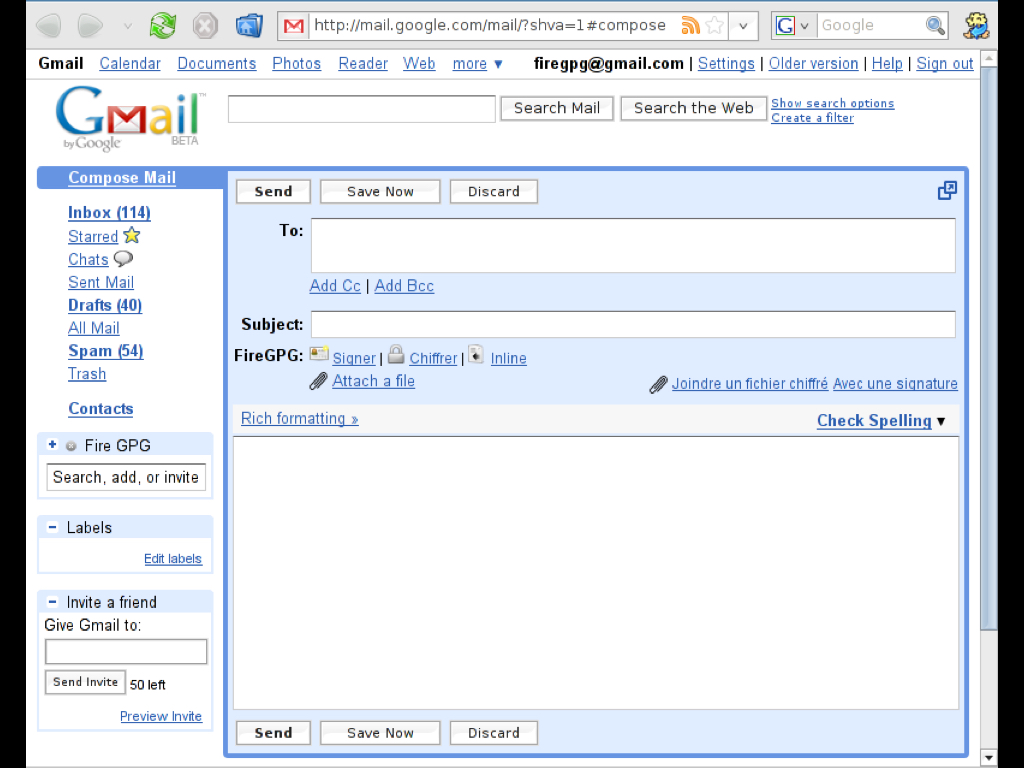 http://mail.google.com/mail/?shva=1#compose G Google
Gmail Calendar Documents Photos Reader Web more ▼ firegpg@gmail.com | Settings | Older version | Help | Sign out
Gmail™ by Google BETA
Search Mail Search the Web Show search options
Create a filter
Compose Mail
Inbox (114)
Starred
Chats
Sent Mail
Drafts (40)
All Mail
Spam (54)
Trash
Contacts
Fire GPG
Search, add, or invite
Labels
Edit labels
Invite a friend
Give Gmail to:
Send Invite 50 left
Preview Invite
Send Save Now Discard
To:
Add Cc | Add Bcc
Subject:
FireGPG: Signer | Chiffrer | Inline
Attach a file Joindre un fichier chiffré Avec une signature
Rich formatting » Check Spelling ▼
Send Save Now Discard